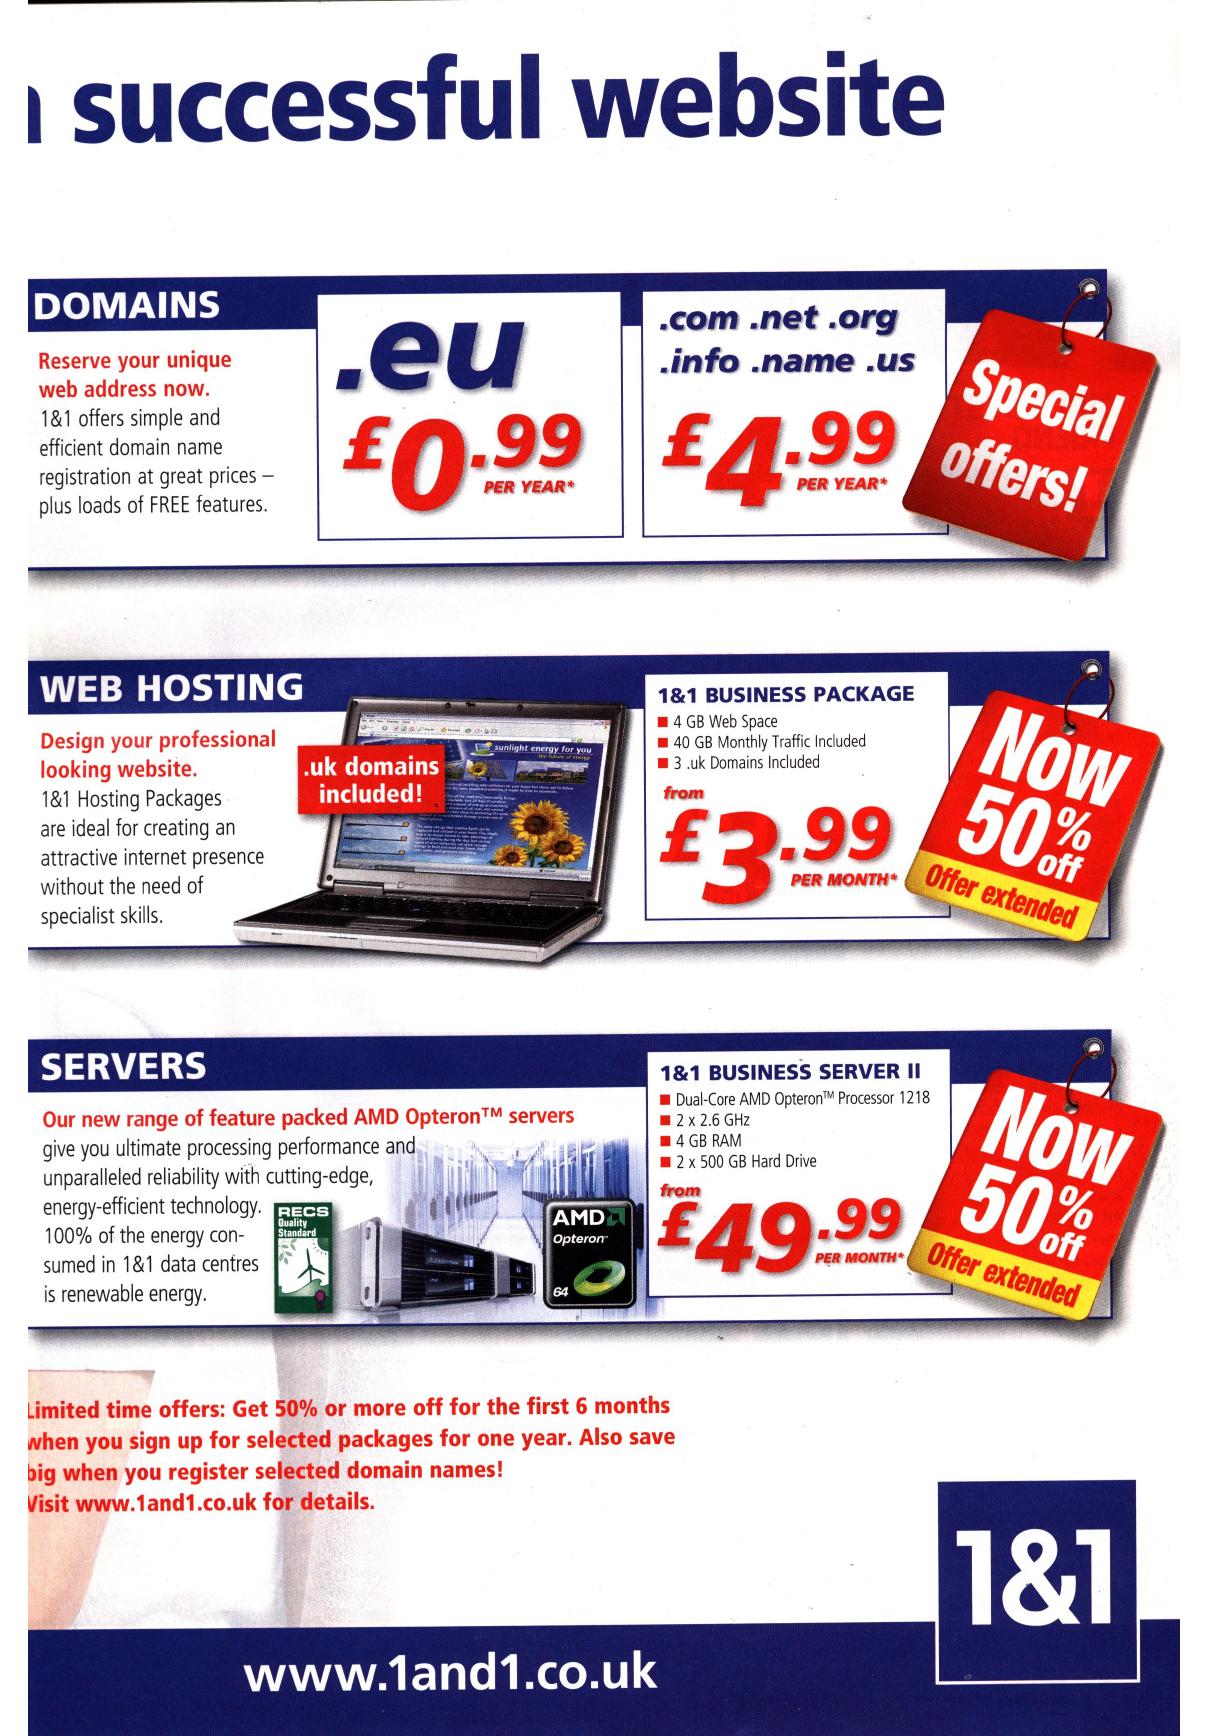 successful website
DOMAINS
Reserve your unique
web address now.
1&1 offers simple and
efficient domain name
registration at great prices –
plus loads of FREE features.
.eu
£0.99
PER YEAR*
.com .net .org
.info .name .us
£4.99
PER YEAR*
Special
offers!
WEB HOSTING
Design your professional
looking website.
1&1 Hosting Packages
are ideal for creating an
attractive internet presence
without the need of
specialist skills.
.uk domains
included!
sunlight energy for you
the future of energy
1&1 BUSINESS PACKAGE
4 GB Web Space
40 GB Monthly Traffic Included
3 .uk Domains Included
from
£3.99
PER MONTH*
Now
50%
off
Offer extended
SERVERS
Our new range of feature packed AMD Opteron™ servers
give you ultimate processing performance and
unparalleled reliability with cutting-edge,
energy-efficient technology.
100% of the energy con-
sumed in 1&1 data centres
is renewable energy.
RECS
Quality
Standard
AMD
Opteron™
64
1&1 BUSINESS SERVER II
Dual-Core AMD Opteron™ Processor 1218
2 x 2.6 GHz
4 GB RAM
2 x 500 GB Hard Drive
from
£49.99
PER MONTH*
Now
50%
off
Offer extended
Limited time offers: Get 50% or more off for the first 6 months
when you sign up for selected packages for one year. Also save
big when you register selected domain names!
Visit www.1and1.co.uk for details.
1&1
www.1and1.co.uk